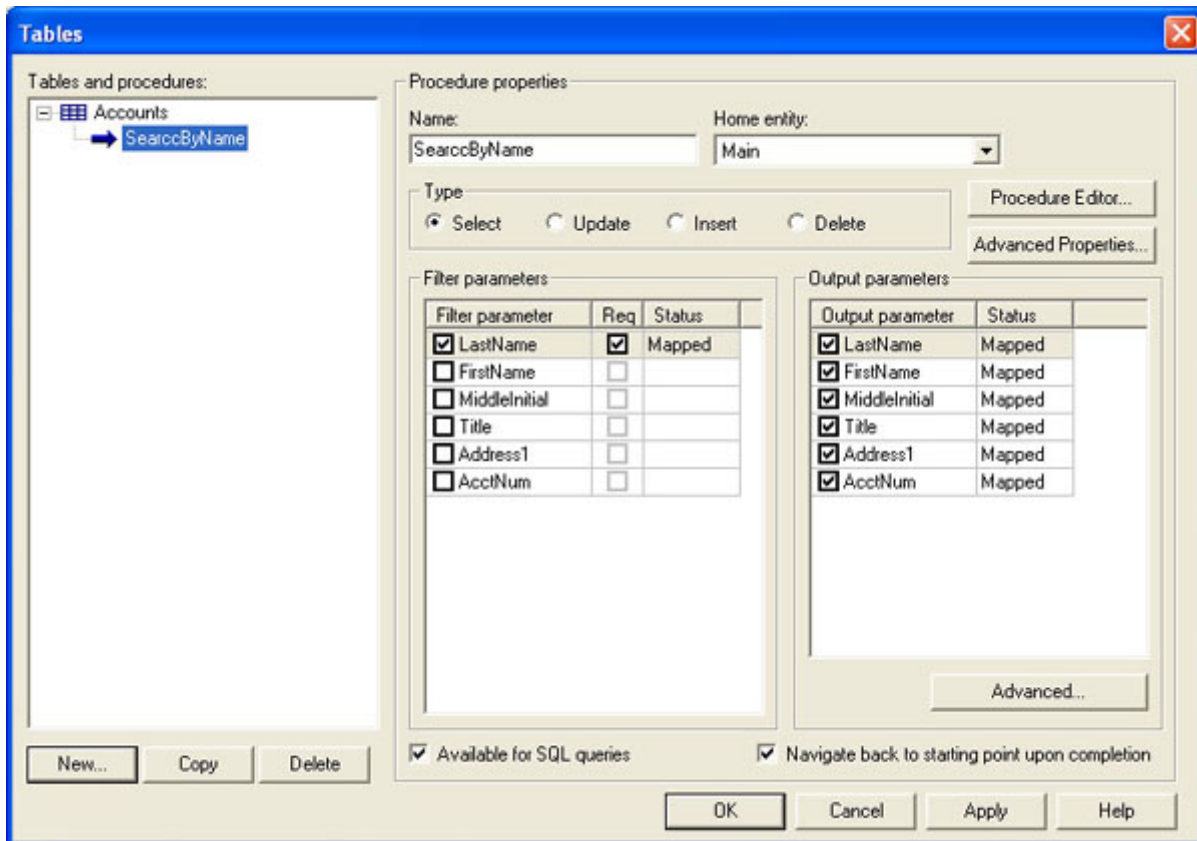 Tables
Tables and procedures:
Accounts
SearccByName
New...
Copy
Delete
Procedure properties
Name:
Home entity:
SearccByName
Main
Type
Select
Update
Insert
Delete
Procedure Editor...
Advanced Properties...
Filter parameters
Filter parameter Req Status
LastName Mapped
FirstName
MiddleInitial
Title
Address1
AcctNum
Output parameters
Output parameter Status
LastName Mapped
FirstName Mapped
MiddleInitial Mapped
Title Mapped
Address1 Mapped
AcctNum Mapped
Advanced...
Available for SQL queries
Navigate back to starting point upon completion
OK
Cancel
Apply
Help